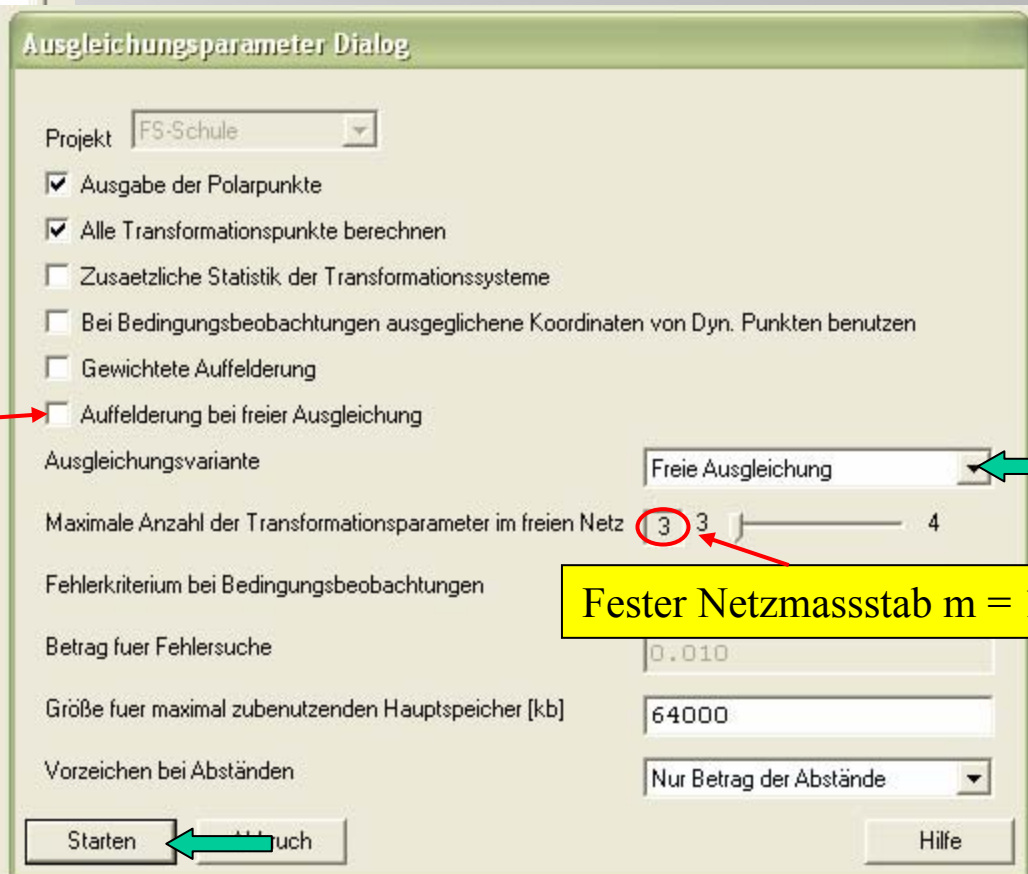 Ausgleichungsparameter Dialog
Projekt FS-Schule
Ausgabe der Polarpunkte
Alle Transformationspunkte berechnen
Zusaetzliche Statistik der Transformationssysteme
Bei Bedingungsbeobachtungen ausgeglichene Koordinaten von Dyn. Punkten benutzen
Gewichtete Auffelderung
Auffelderung bei freier Ausgleichung
Ausgleichungsvariante Freie Ausgleichung
Maximale Anzahl der Transformationsparameter im freien Netz 3 3 4
Fehlerkriterium bei Bedingungsbeobachtungen
Fester Netzmassstab m =
Betrag fuer Fehlersuche 0.010
Größe fuer maximal zubenutzenden Hauptspeicher [kb] 64000
Vorzeichen bei Abständen Nur Betrag der Abstände
Starten ruch Hilfe